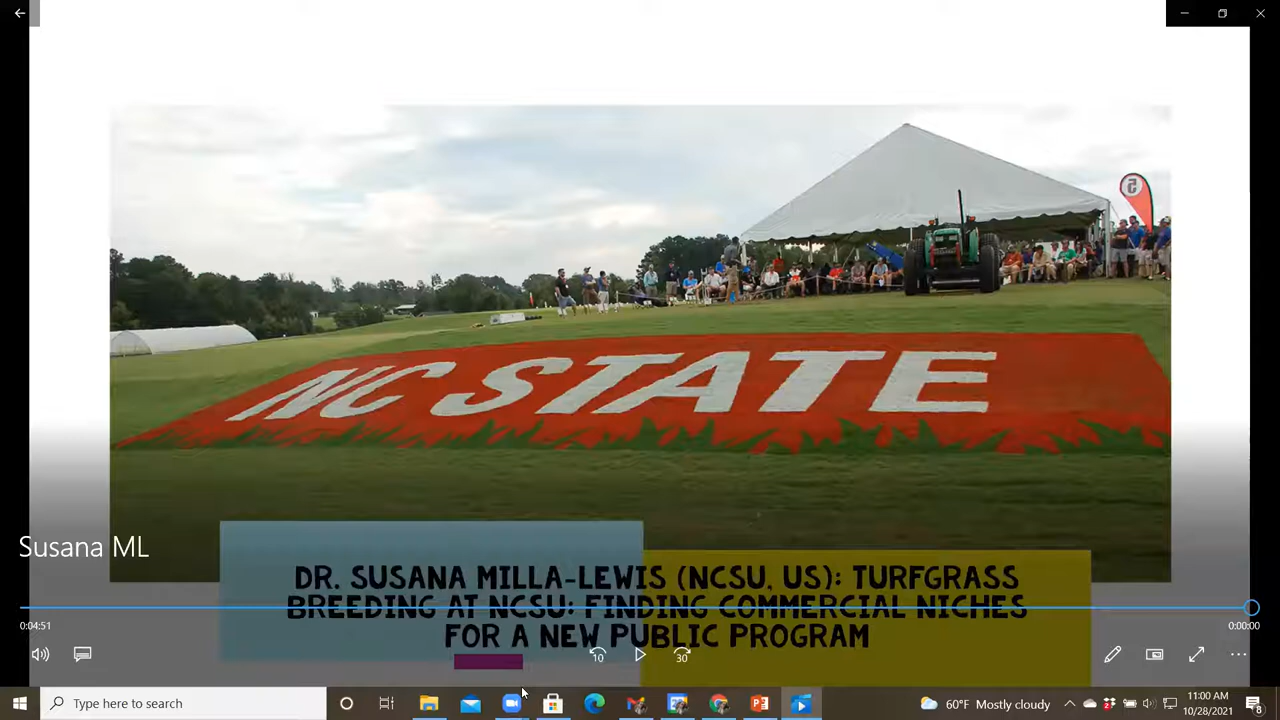 5
NC STATE
Susana ML
DR. SUSANA MILLA-LEWIS (NCSU, US): TURFGRASS
BREEDING AT NCSU: FINDING COMMERCIAL NICHES
FOR A NEW PUBLIC PROGRAM
0:04:51
0:00:00
10
30
Type here to search
60°F Mostly cloudy
11:00 AM
10/28/2021
8